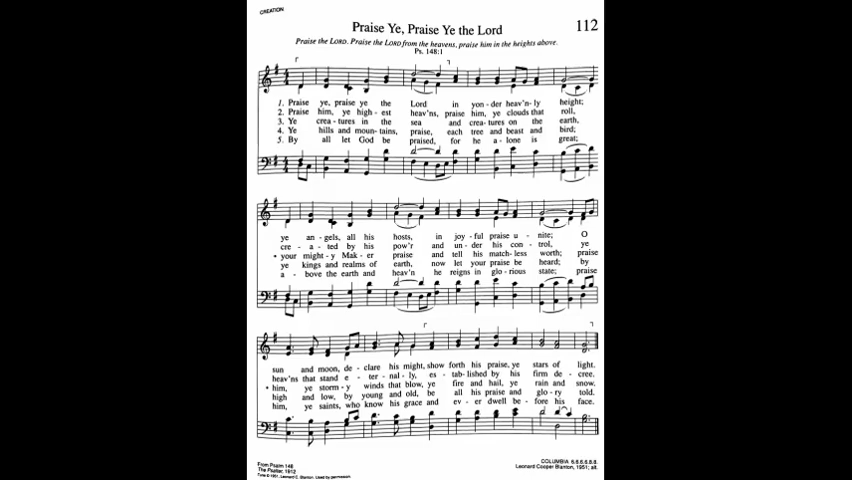 CREATION
Praise Ye, Praise Ye the Lord 112
Praise the LORD. Praise the LORD from the heavens, praise him in the heights above.
Ps. 148:1
1. Praise ye, praise ye the Lord in yon - der heav'n - ly height;
2. Praise him, ye high - est heav'ns, praise him, ye clouds that roll,
3. Ye crea - tures in the sea and crea - tures on the earth,
4. Ye hills and moun - tains, praise, each tree and beast and bird;
5. By all let God be praised, for he a - lone is great;
ye an - gels, all his hosts, in joy - ful praise u - nite; O
cre - a - ted by his pow'r and un - der his con - trol, ye
• your might - y Mak - er praise and tell his match - less worth; praise
ye kings and realms of earth, now let your praise be heard; by
a - bove the earth and heav'n he reigns in glo - rious state; praise
sun and moon, de - clare his might, show forth his praise, ye stars of light.
heav'ns that stand e - ter - nal - ly, es - tab - lished by his firm de - cree.
• him, ye storm - y winds that blow, ye fire and hail, ye rain and snow.
high and low, by young and old, be all his praise and glo - ry told.
him, ye saints, who know his grace and ev - er dwell be - fore his face.
From Psalm 148
The Psalter, 1912
Tune © 1951, Leonard C. Blanton. Used by permission.
COLUMBIA 6.6.6.6.8.8.
Leonard Cooper Blanton, 1951; alt.